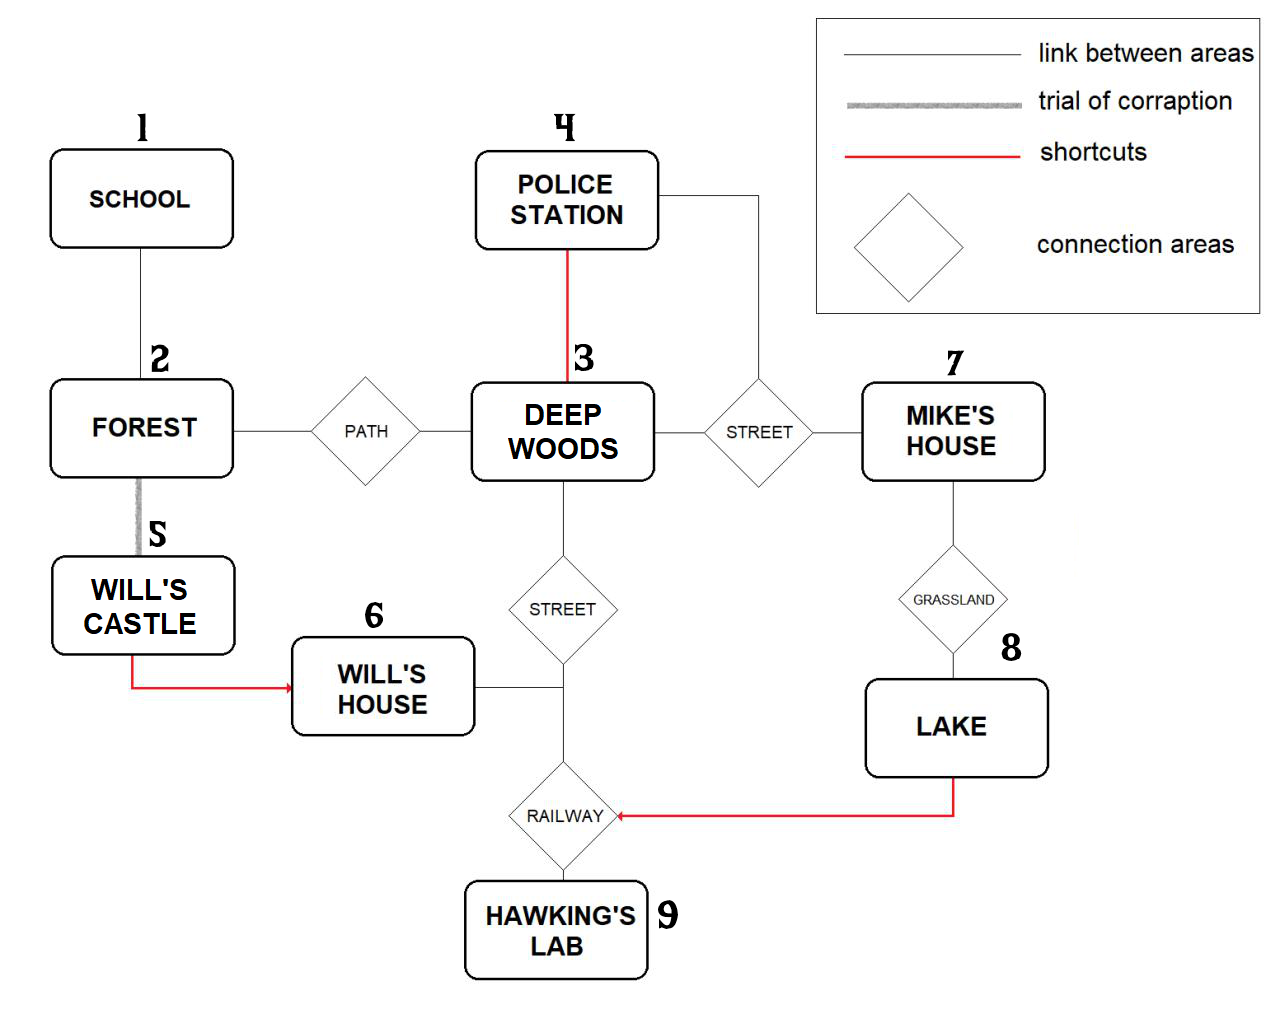 link between areas
trial of corraption
shortcuts
connection areas
1
SCHOOL
4
POLICE
STATION
2
FOREST
PATH
3
DEEP
WOODS
STREET
7
MIKE'S
HOUSE
5
WILL'S
CASTLE
6
WILL'S
HOUSE
STREET
GRASSLAND
8
LAKE
RAILWAY
HAWKING'S
LAB
9